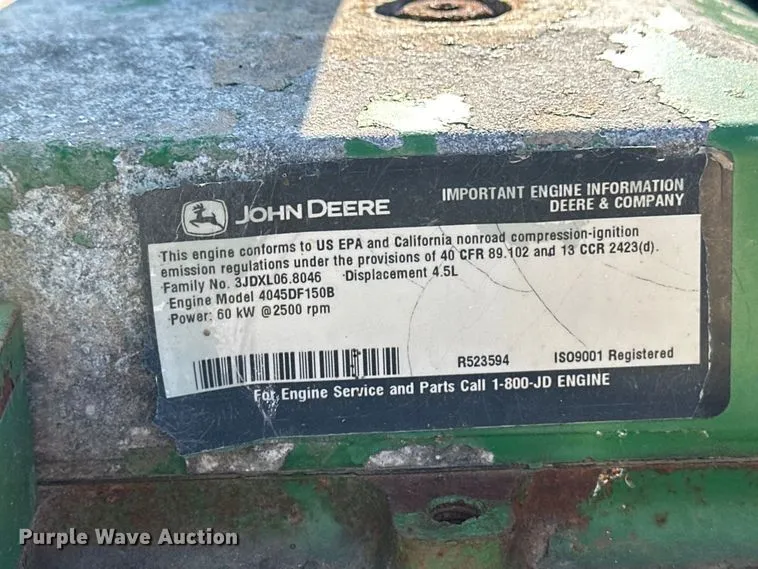 JOHN DEERE
IMPORTANT ENGINE INFORMATION
DEERE & COMPANY
This engine conforms to US EPA and California nonroad compression-ignition
emission regulations under the provisions of 40 CFR 89.102 and 13 CCR 2423(d).
Family No. 3JDXL06.8046 Displacement 4.5L
Engine Model 4045DF150B
Power: 60 kW @2500 rpm
R523594 ISO9001 Registered
For Engine Service and Parts Call 1-800-JD ENGINE
Purple Wave Auction